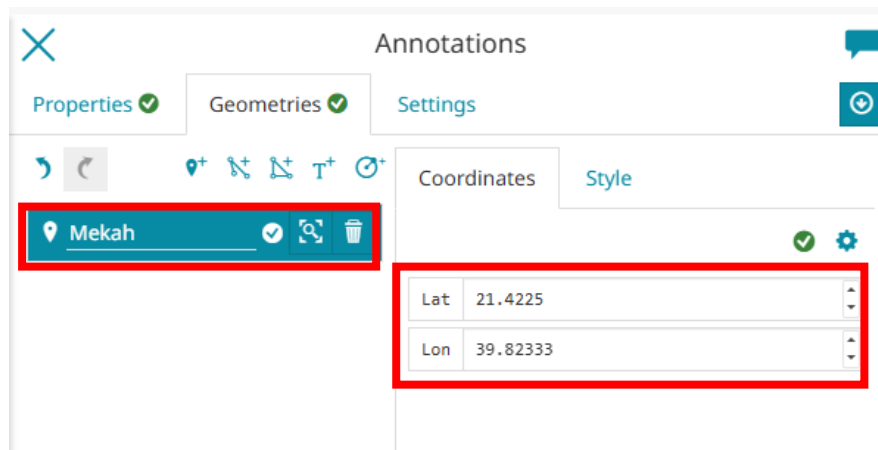 Annotations
Properties Geometries Settings
T+
Coordinates Style
Mekah
Lat 21.4225
Lon 39.82333